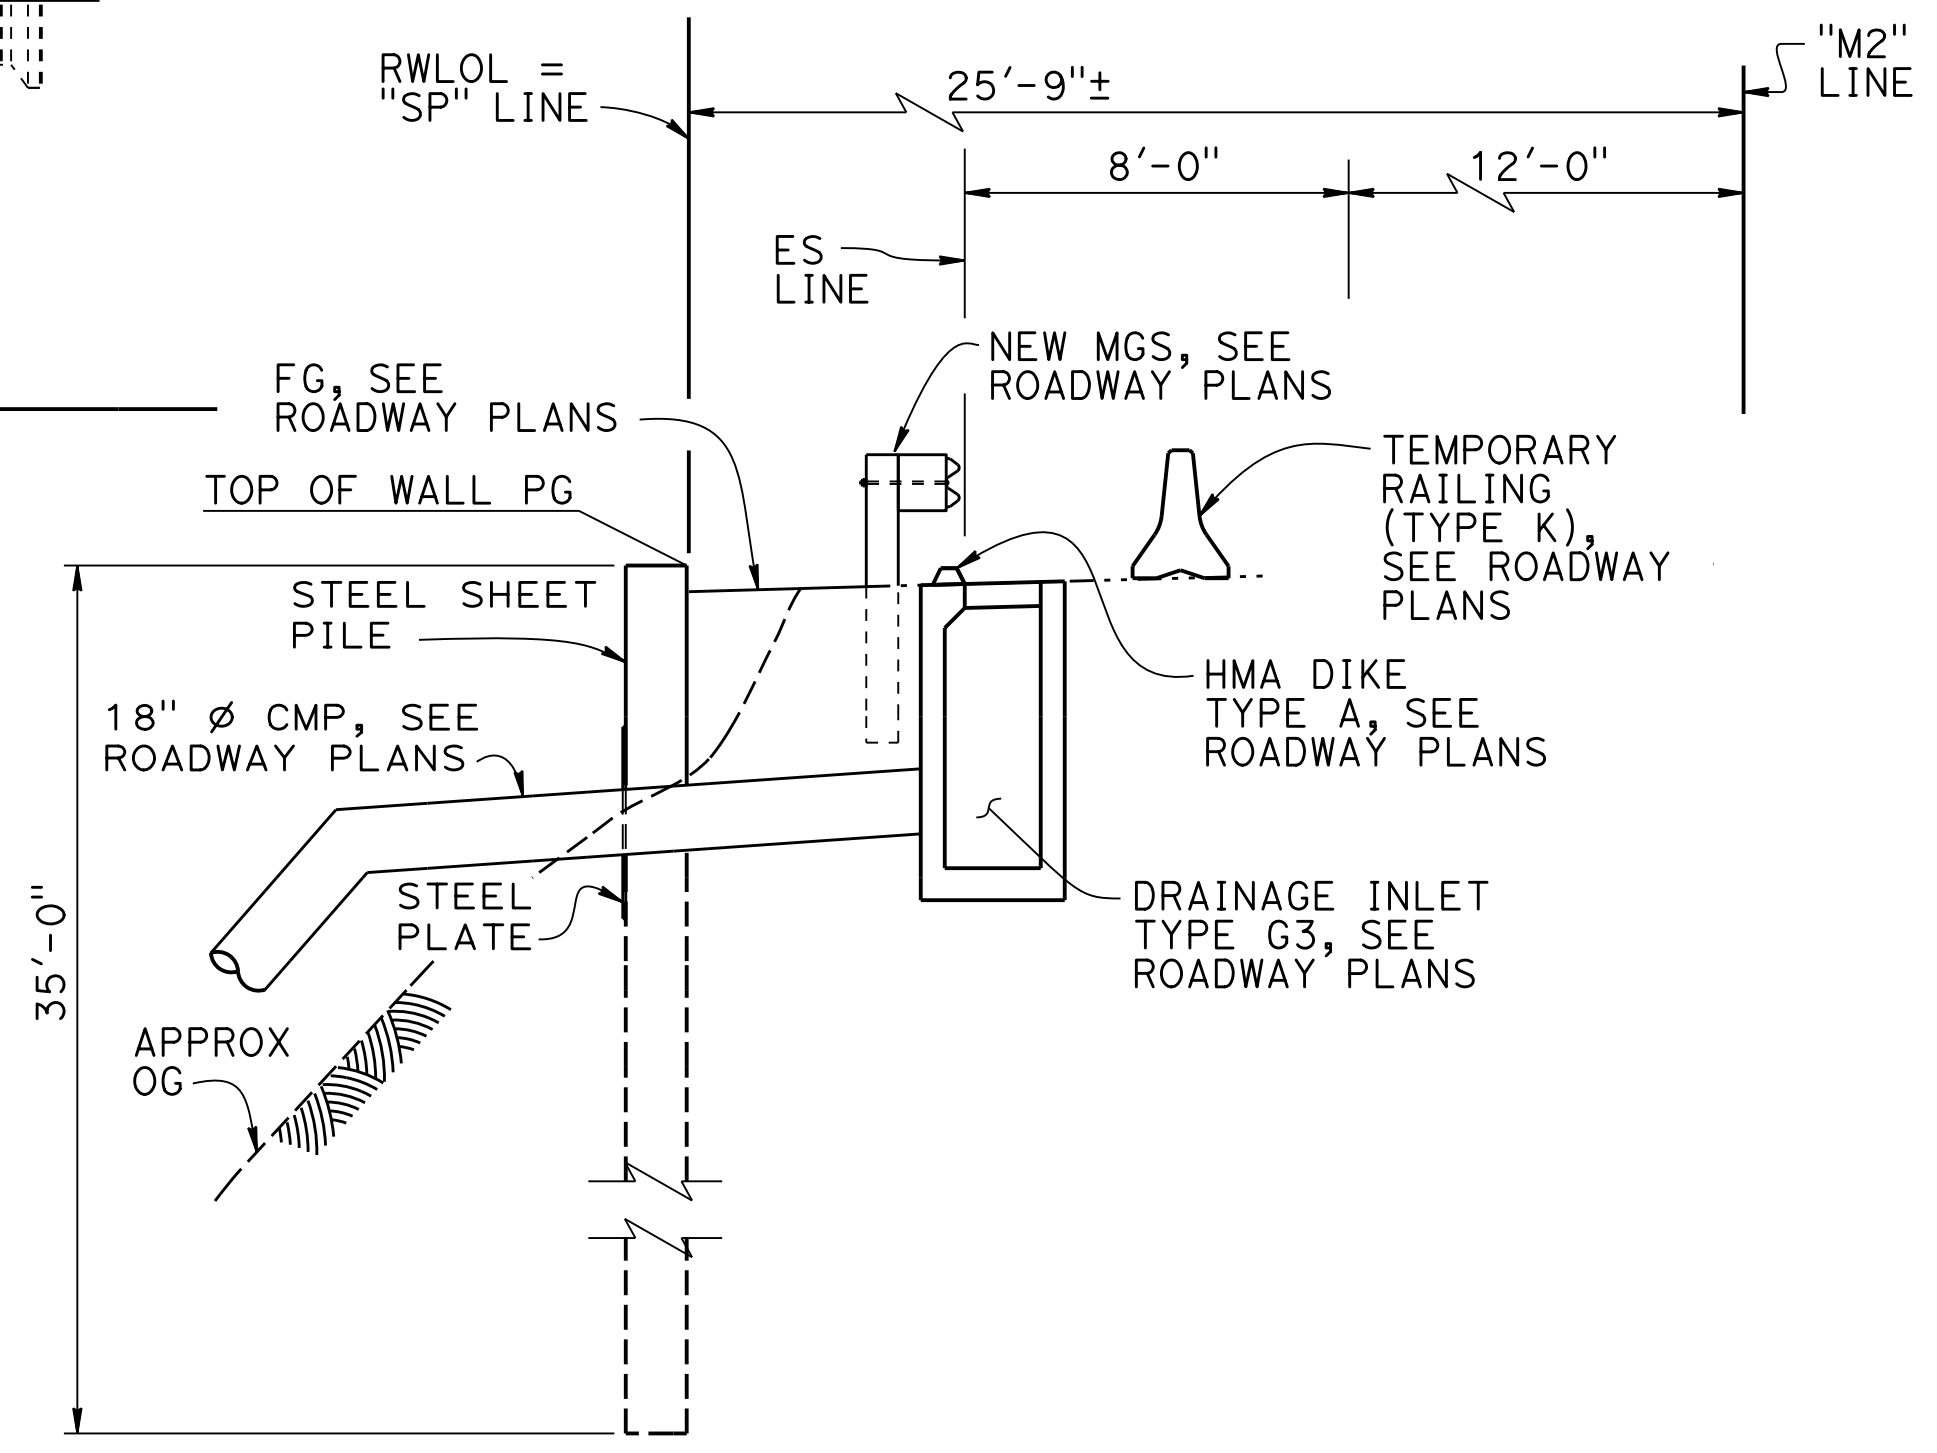 RWLOL =
"SP" LINE
25'-9"±
"M2"
LINE
8'-0"
12'-0"
ES
LINE
NEW MGS, SEE
ROADWAY PLANS
FG, SEE
ROADWAY PLANS
TOP OF WALL PG
TEMPORARY
RAILING
(TYPE K),
SEE ROADWAY
PLANS
STEEL SHEET
PILE
HMA DIKE
TYPE A, SEE
ROADWAY PLANS
18" Ø CMP, SEE
ROADWAY PLANS
STEEL
PLATE
DRAINAGE INLET
TYPE G3, SEE
ROADWAY PLANS
35'-0"
APPROX
OG